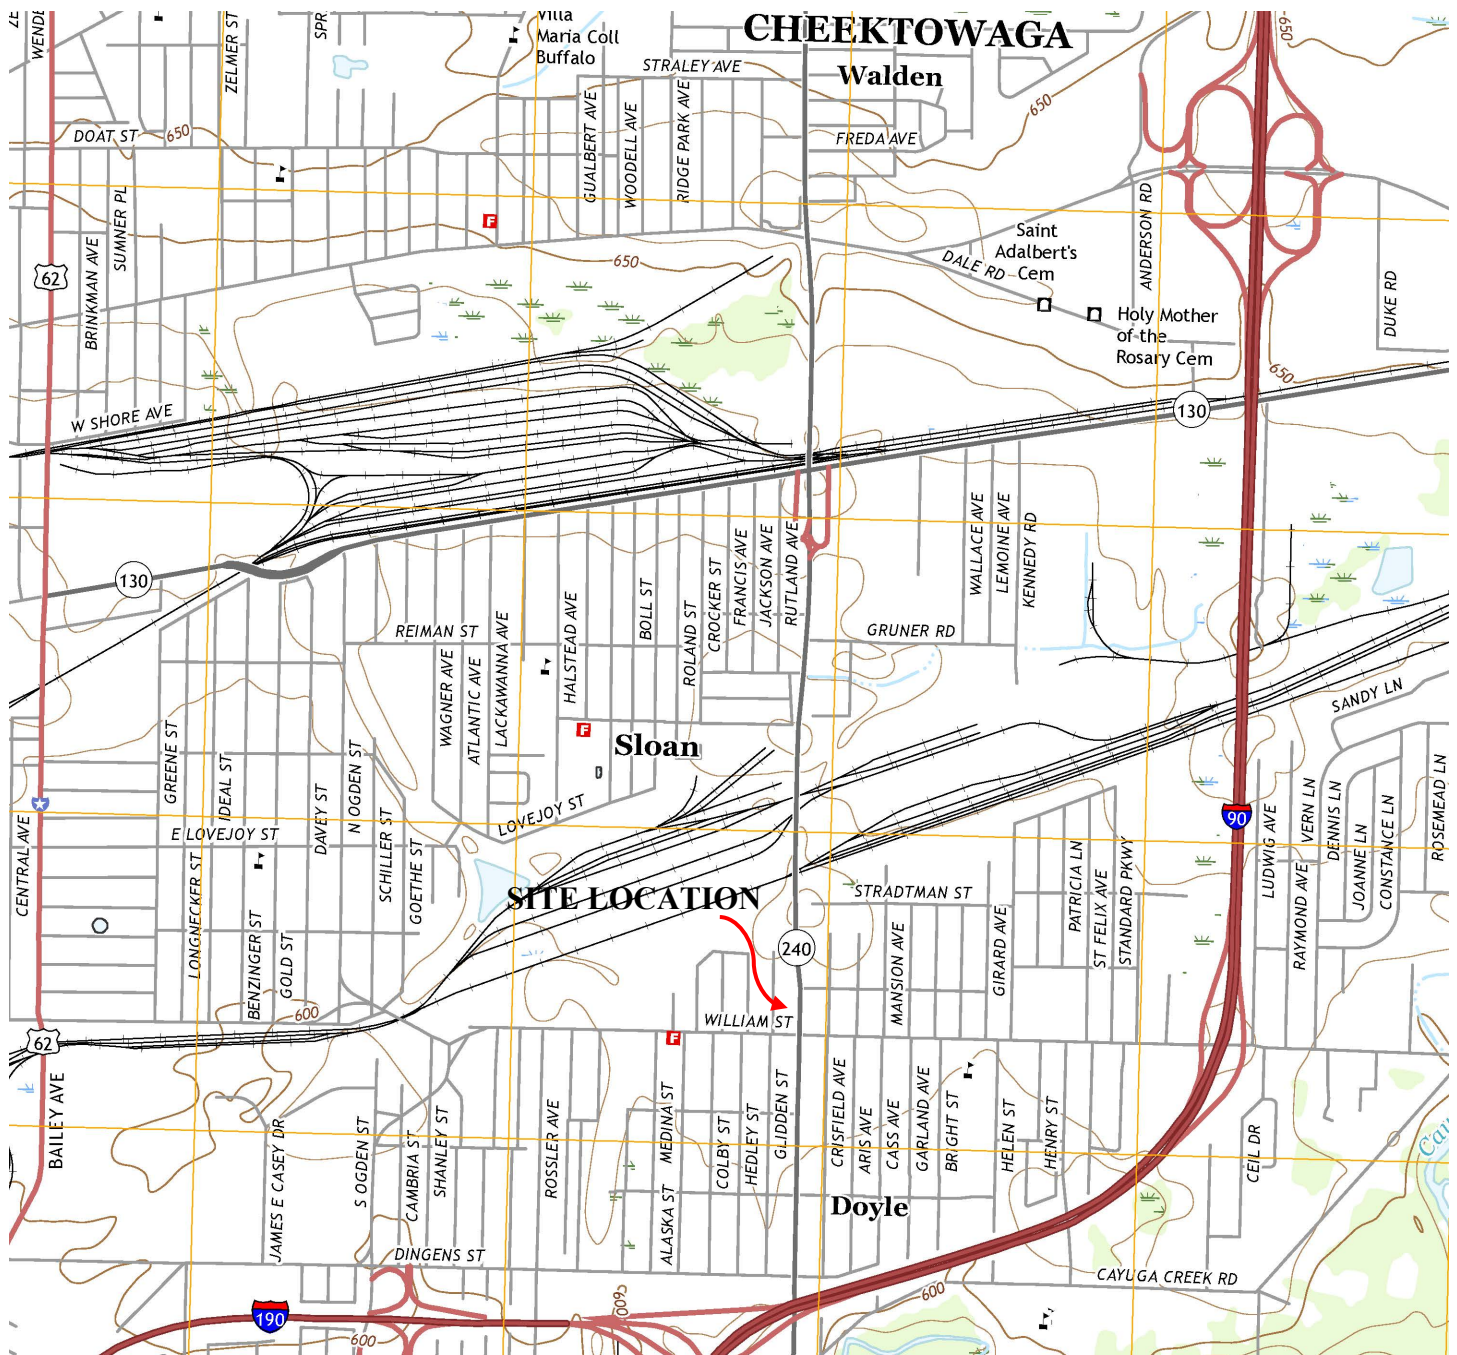 WENDE
ZELMER ST
SPR
Villa
Maria Coll
Buffalo
CHEEKTOWAGA
Walden
STRALEY AVE
650
650
DOAT ST
650
GUALBERT AVE
WOODELL AVE
RIDGE PARK AVE
FREDA AVE
F
SUMNER PL
BRINKMAN AVE
62
650
Saint
Adalbert's
Cem
DALE RD
ANDERSON RD
Holy Mother
of the
Rosary Cem
DUKE RD
650
W SHORE AVE
130
130
WALLACE AVE
LEMOINE AVE
KENNEDY RD
REIMAN ST
WAGNER AVE
ATLANTIC AVE
LACKAWANNA AVE
HALSTEAD AVE
BOLL ST
ROLAND ST
CROCKER ST
FRANCIS AVE
JACKSON AVE
RUTLAND AVE
GRUNER RD
F
Sloan
SANDY LN
GREENE ST
IDEAL ST
DAVEY ST
N OGDEN ST
SCHILLER ST
GOETHE ST
E LOVEJOY ST
LOVEJOY ST
CENTRAL AVE
LONGNECKER ST
BENZINGER ST
GOLD ST
90
LUDWIG AVE
RAYMOND AVE
VERN LN
DENNIS LN
JOANNE LN
CONSTANCE LN
ROSEMEAD LN
SITE LOCATION
STRADTMAN ST
PATRICIA LN
ST FELIX AVE
STANDARD PKWY
GIRARD AVE
MANSION AVE
240
600
WILLIAM ST
F
62
BAILEY AVE
JAMES E CASEY DR
S OGDEN ST
CAMBRIA ST
SHANLEY ST
ROSSLER AVE
MEDINA ST
ALASKA ST
COLBY ST
HEDLEY ST
GLIDDEN ST
CRISFIELD AVE
ARIS AVE
CASS AVE
GARLAND AVE
BRIGHT ST
HELEN ST
HENRY ST
CEIL DR
Doyle
DINGENS ST
CAYUGA CREEK RD
190
600
600
600